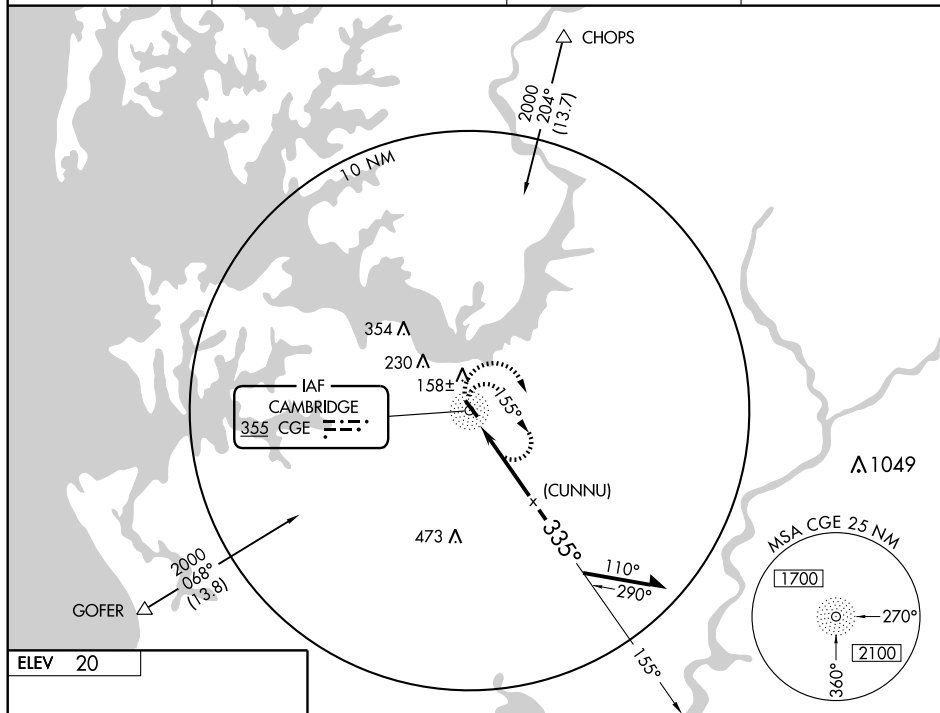 CHOPS
2000
204°
(13.7)
10 NM
354
230
158±
IAF
CAMBRIDGE
355 CGE
155°
(CUNNU)
1049
473
335°
110°
290°
155°
2000
068°
(13.8)
GOFER
MSA CGE 25 NM
1700
270°
2100
360°
ELEV 20